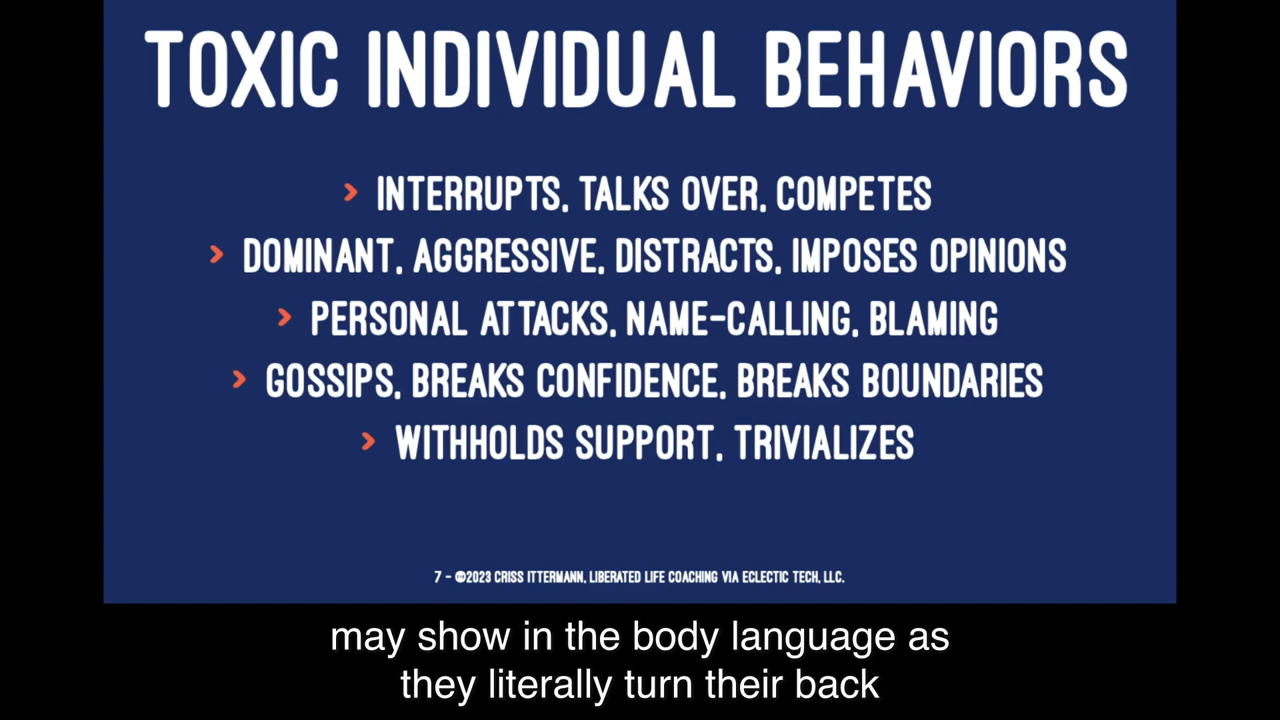 TOXIC INDIVIDUAL BEHAVIORS
> INTERRUPTS, TALKS OVER, COMPETES
> DOMINANT, AGGRESSIVE, DISTRACTS, IMPOSES OPINIONS
> PERSONAL ATTACKS, NAME-CALLING, BLAMING
> GOSSIPS, BREAKS CONFIDENCE, BREAKS BOUNDARIES
> WITHHOLDS SUPPORT, TRIVIALIZES
7 - ©2023 CRISS ITTERMANN, LIBERATED LIFE COACHING VIA ECLECTIC TECH, LLC.
may show in the body language as
they literally turn their back